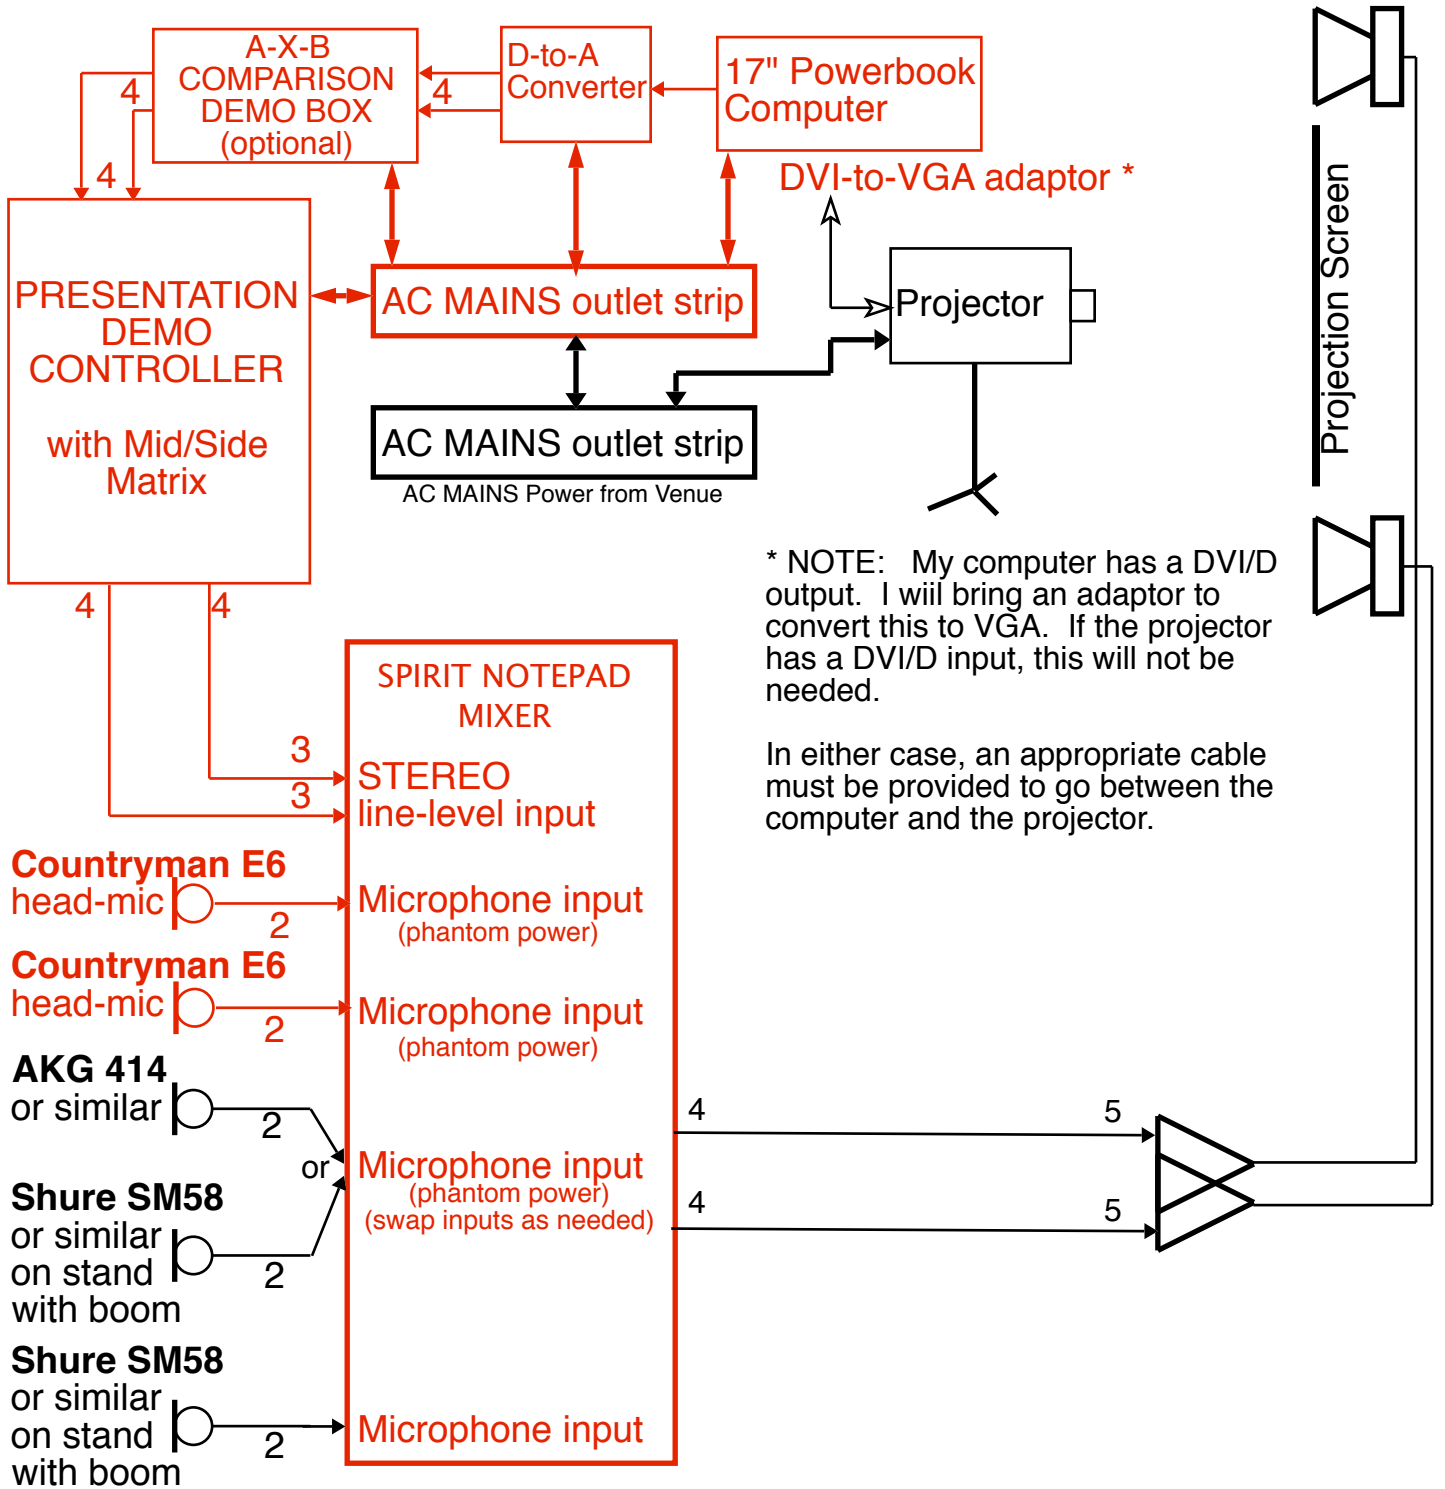 A-X-B
COMPARISON
DEMO BOX
(optional)
D-to-A
Converter
17" Powerbook
Computer
4
4
4
DVI-to-VGA adaptor *
PRESENTATION
DEMO
CONTROLLER
with Mid/Side
Matrix
AC MAINS outlet strip
Projector
Projection Screen
AC MAINS outlet strip
AC MAINS Power from Venue
* NOTE: My computer has a DVI/D
output. I wiil bring an adaptor to
convert this to VGA. If the projector
has a DVI/D input, this will not be
needed.
In either case, an appropriate cable
must be provided to go between the
computer and the projector.
4
4
SPIRIT NOTEPAD
MIXER
3
STEREO
3
line-level input
Countryman E6
head-mic
2
Microphone input
(phantom power)
Countryman E6
head-mic
2
Microphone input
(phantom power)
AKG 414
or similar
2
or
Microphone input
(phantom power)
(swap inputs as needed)
4
5
4
5
Shure SM58
or similar
on stand
with boom
2
Shure SM58
or similar
on stand
with boom
2
Microphone input